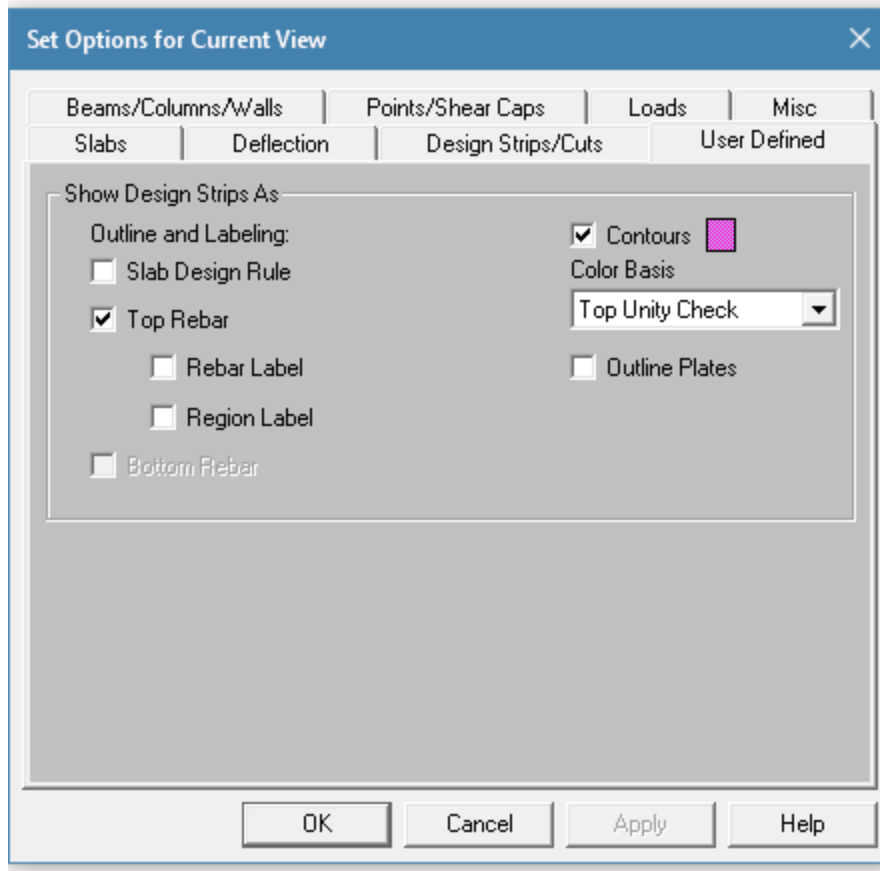 Set Options for Current View
Beams/Columns/Walls Points/Shear Caps Loads Misc
Slabs Deflection Design Strips/Cuts User Defined
Show Design Strips As
Outline and Labeling:
Slab Design Rule
Top Rebar
Rebar Label
Region Label
Bottom Rebar
Contours
Color Basis
Top Unity Check
Outline Plates
OK Cancel Apply Help